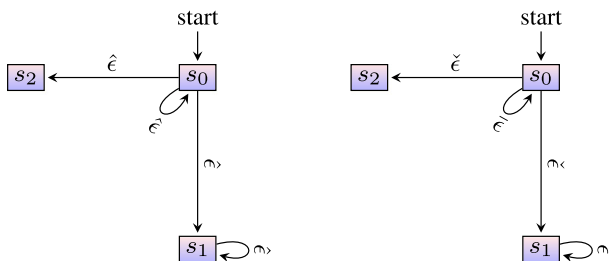 start start
s₂ ϵ̂ s₀ s₂ ϵ̌ s₀
ϵ̂ ϵ̌
ϵ̂ ϵ̌
s₁ ϵ̂ s₁ ϵ